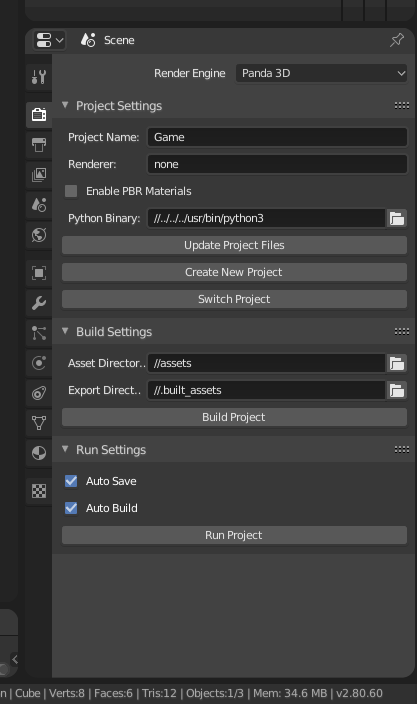 Scene
Render Engine Panda 3D
Project Settings
Project Name: Game
Renderer: none
Enable PBR Materials
Python Binary: //../../../usr/bin/python3
Update Project Files
Create New Project
Switch Project
Build Settings
Asset Director.. //assets
Export Direct.. //.built_assets
Build Project
Run Settings
Auto Save
Auto Build
Run Project
n | Cube | Verts:8 | Faces:6 | Tris:12 | Objects:1/3 | Mem: 34.6 MB | v2.80.60